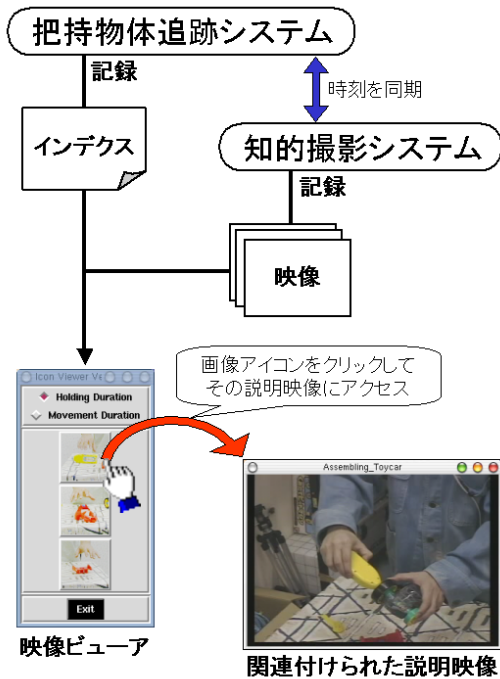 把持物体追跡システム
記録
時刻を同期
インデクス
知的撮影システム
記録
映像
画像アイコンをクリックして
その説明映像にアクセス
Icon Viewer
Holding Duration
Movement Duration
Assembling_Toycar
Exit
映像ビューア
関連付けられた説明映像